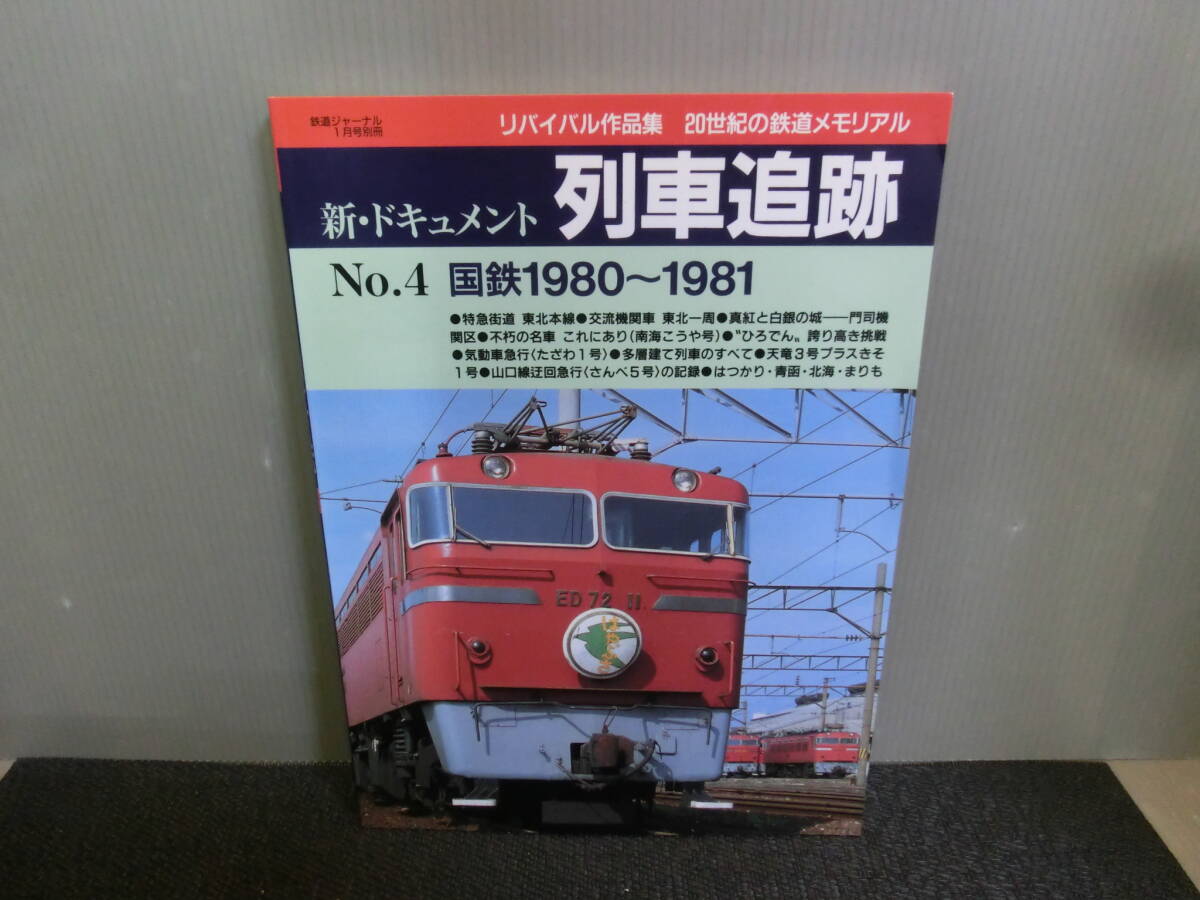 鉄道ジャーナル
1月号別冊
リバイバル作品集 20世紀の鉄道メモリアル
新・ドキュメント 列車追跡
No.4 国鉄1980〜1981
●特急街道 東北本線●交流機関車 東北一周●真紅と白銀の城――門司機
関区●不朽の名車 これにあり(南海こうや号)●〝ひろでん〟誇り高き挑戦
●気動車急行〈たざわ1号〉●多層建て列車のすべて●天竜3号プラスきそ
1号●山口線迂回急行〈さんべ5号〉の記録●はつかり・青函・北海・まりも
ED 72 11
はやぶさ